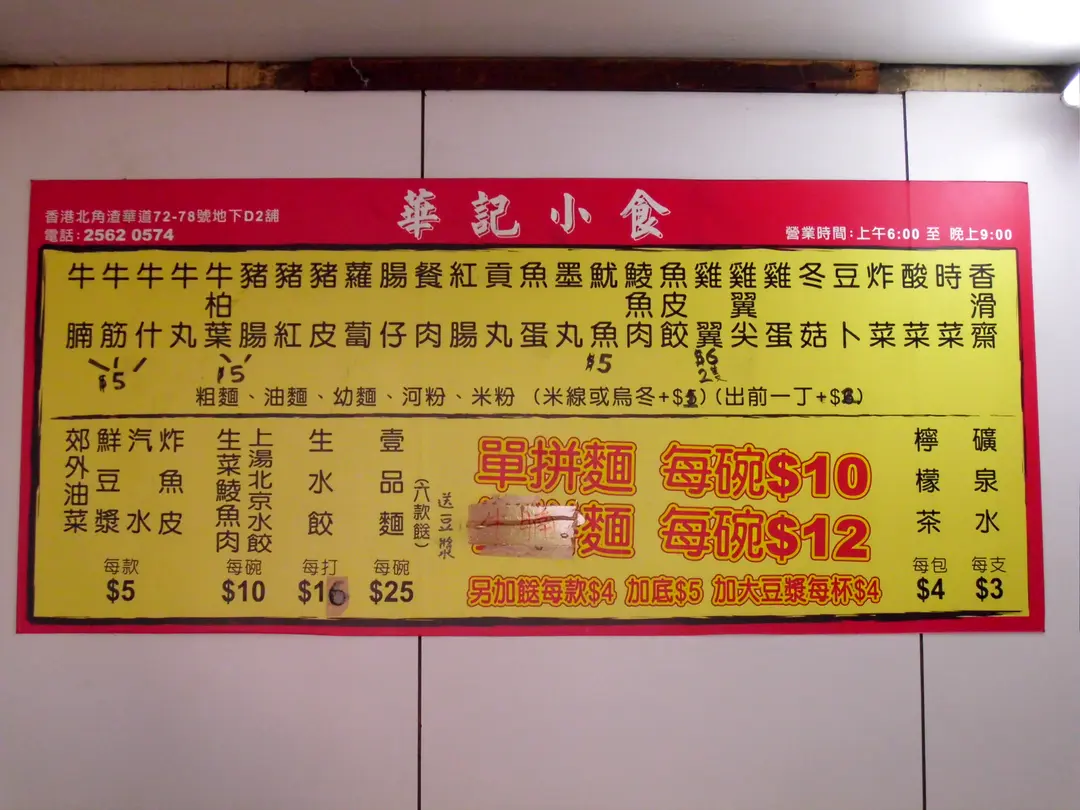 華記小食
香港北角渣華道72-78號地下D2舖
電話：2562 0574
營業時間：上午6:00 至 晚上9:00
牛腩
牛筋
牛什
牛丸
牛柏葉
豬腸
豬紅
豬皮
蘿蔔
腸仔
餐肉
紅腸
貢丸
魚蛋
墨丸
魷魚
鯪魚肉
魚皮餃
雞翼
雞翼尖
雞蛋
冬菇
豆卜
炸菜
酸菜
時菜
香滑齋
$5
$5
$5
$6
2隻
粗麵、油麵、幼麵、河粉、米粉（米線或烏冬+$）（出前一丁+$）
郊外油菜
鮮豆漿
汽水
炸魚皮
每款
$5
生菜鯪魚肉
上湯北京水餃
每碗
$10
生水餃
每打
$16
壹品麵
（六款餸）
送豆漿
每碗
$25
單拼麵 每碗$10
麵 每碗$12
另加餸每款$4 加底$5 加大豆漿每杯$4
檸檬茶
每包
$4
礦泉水
每支
$3